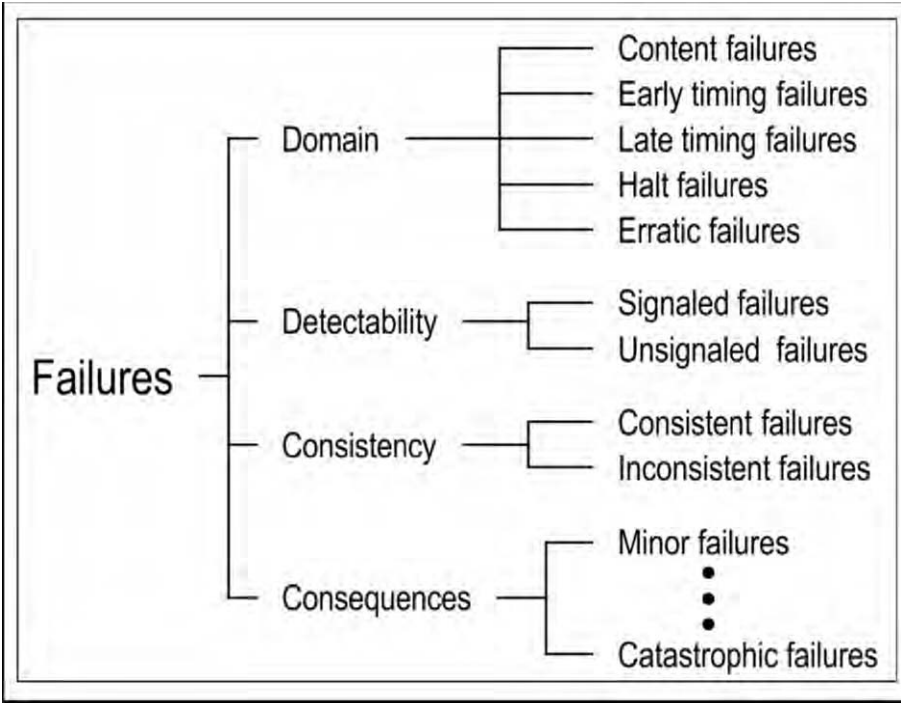 Failures
Domain
Content failures
Early timing failures
Late timing failures
Halt failures
Erratic failures
Detectability
Signaled failures
Unsignaled failures
Consistency
Consistent failures
Inconsistent failures
Consequences
Minor failures
Catastrophic failures